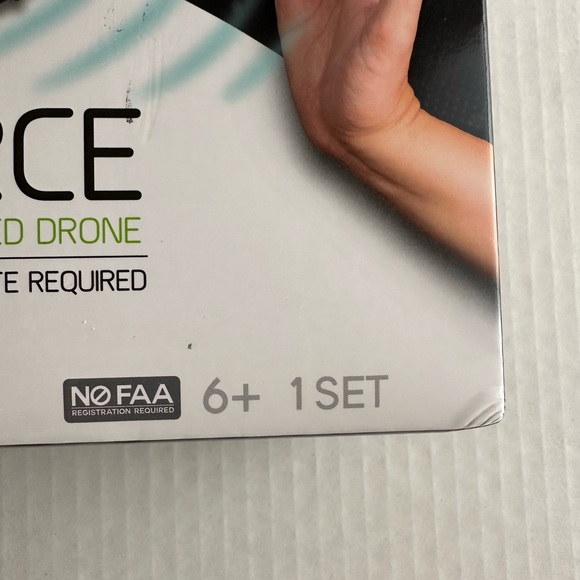 RCE
ED DRONE
TE REQUIRED
NO FAA
REGISTRATION REQUIRED
6+ 1 SET